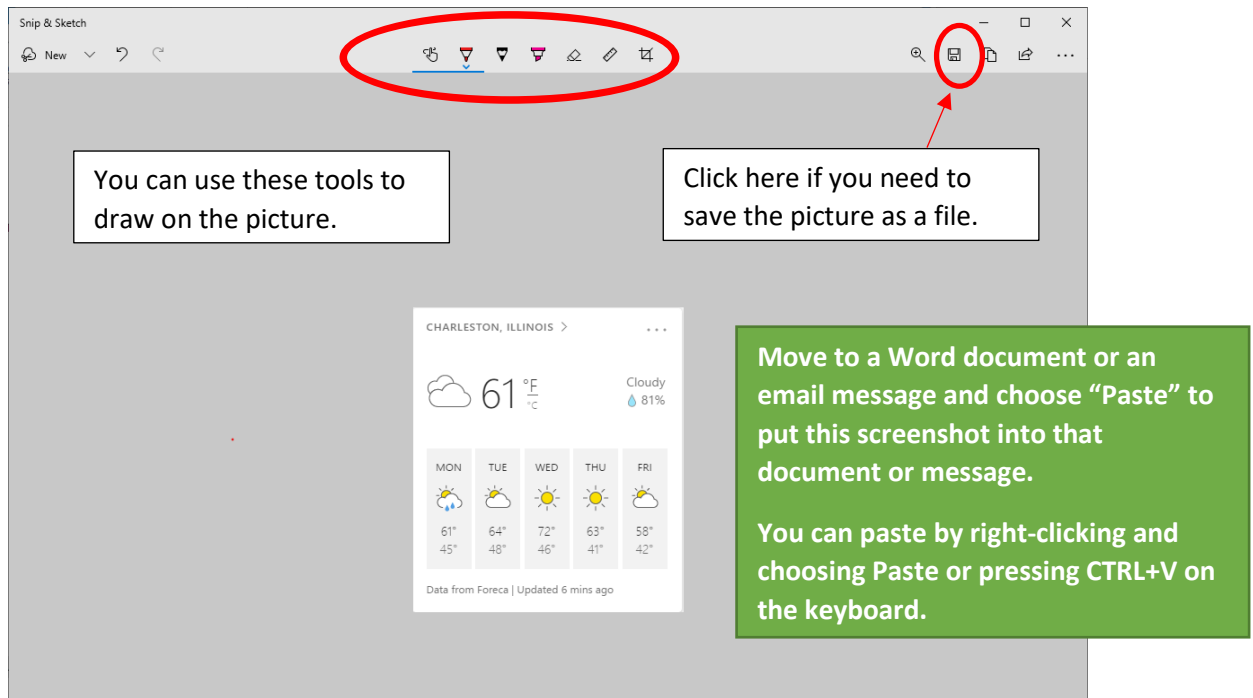 Snip & Sketch
New
You can use these tools to
draw on the picture.
Click here if you need to
save the picture as a file.
CHARLESTON, ILLINOIS >
...
61 °F
°C
Cloudy
81%
MON TUE WED THU FRI
61° 64° 72° 63° 58°
45° 48° 46° 41° 42°
Data from Foreca | Updated 6 mins ago
Move to a Word document or an
email message and choose “Paste” to
put this screenshot into that
document or message.
You can paste by right-clicking and
choosing Paste or pressing CTRL+V on
the keyboard.